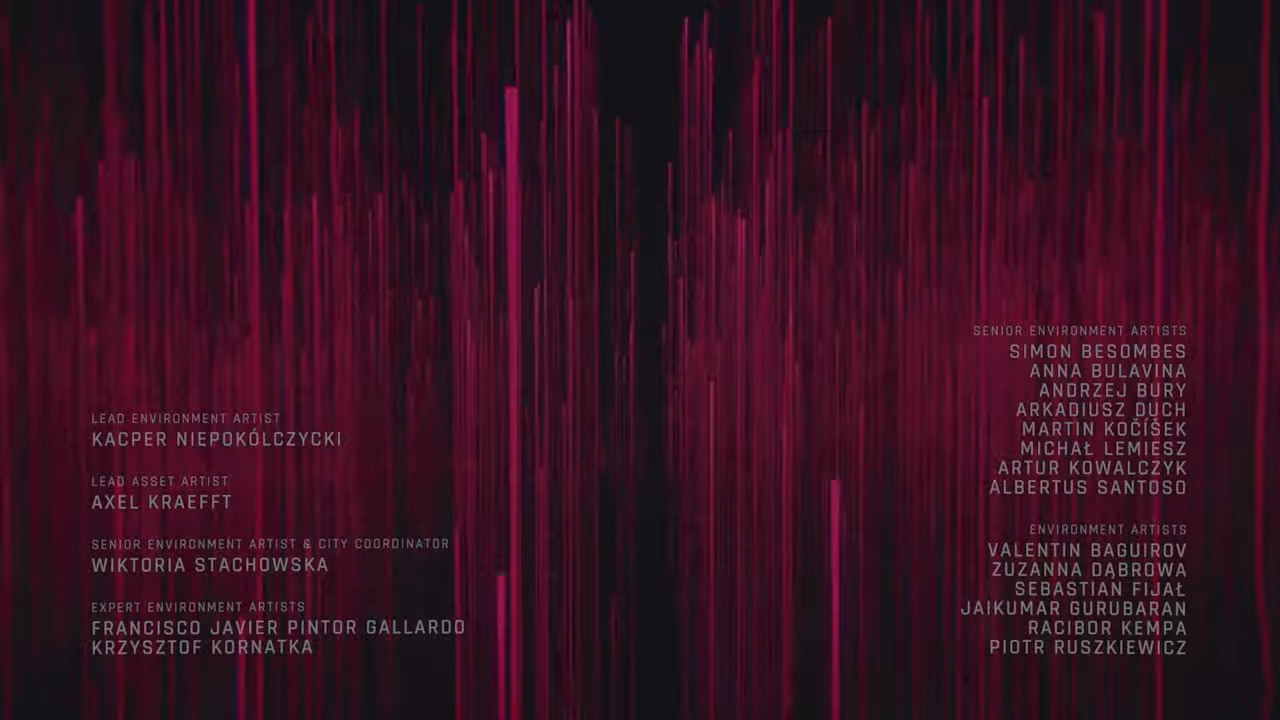 LEAD ENVIRONMENT ARTIST
KACPER NIEPOKÓLCZYCKI
LEAD ASSET ARTIST
AXEL KRAEFFT
SENIOR ENVIRONMENT ARTIST & CITY COORDINATOR
WIKTORIA STACHOWSKA
EXPERT ENVIRONMENT ARTISTS
FRANCISCO JAVIER PINTOR GALLARDO
KRZYSZTOF KORNATKA
SENIOR ENVIRONMENT ARTISTS
SIMON BESOMBES
ANNA BULAVINA
ANDRZEJ BURY
ARKADIUSZ DUCH
MARTIN KOČÍŠEK
MICHAŁ LEMIESZ
ARTUR KOWALCZYK
ALBERTUS SANTOSO
ENVIRONMENT ARTISTS
VALENTIN BAGUIROV
ZUZANNA DĄBROWA
SEBASTIAN FIJAŁ
JAIKUMAR GURUBARAN
RACIBOR KEMPA
PIOTR RUSZKIEWICZ